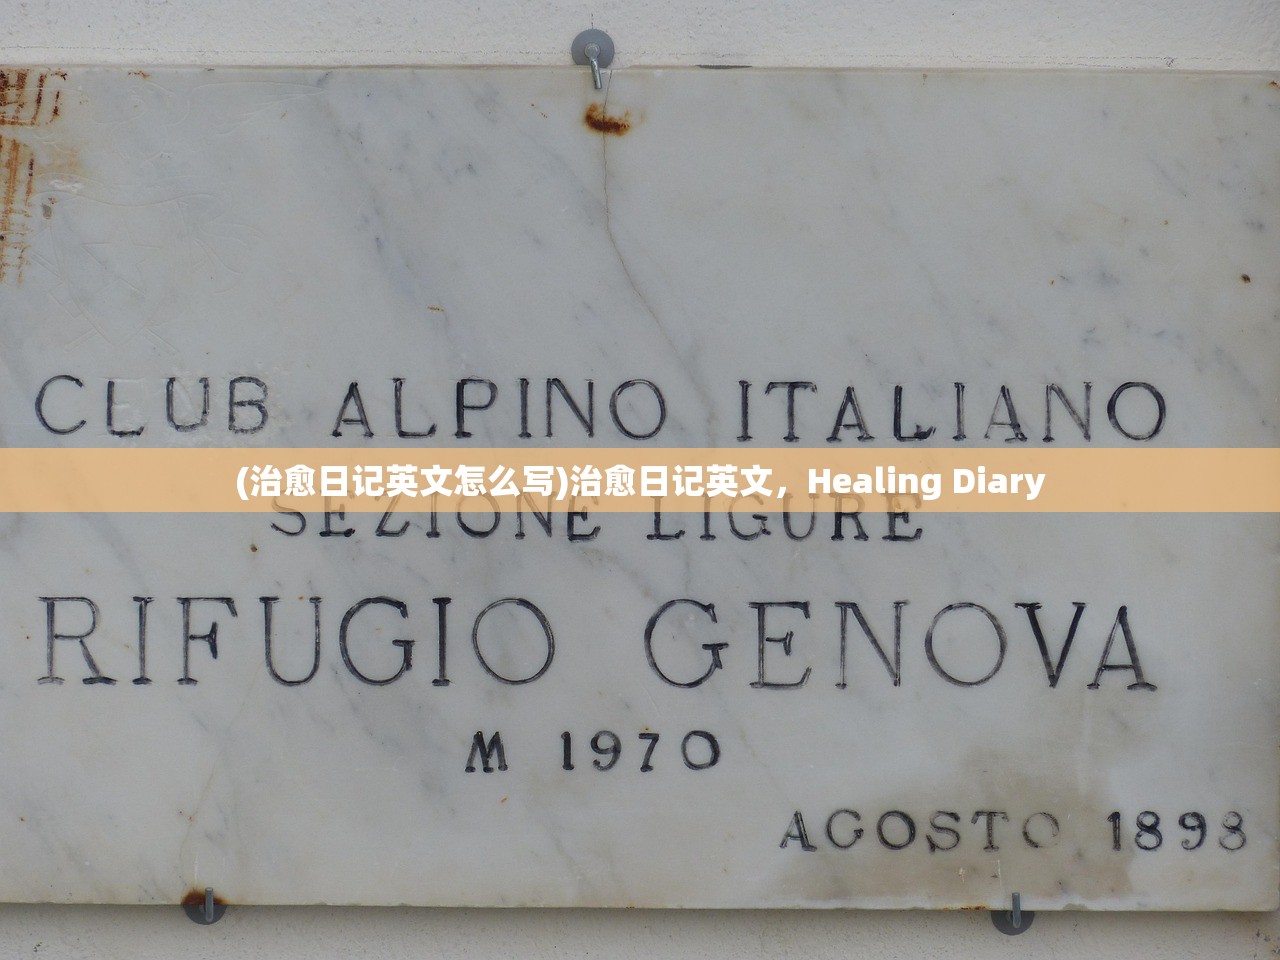 CLUB ALPINO ITALIANO
(治愈日记英文怎么写)治愈日记英文，Healing Diary
SEZIONE LIGURE
RIFUGIO GENOVA
M 1970
AGOSTO 1898